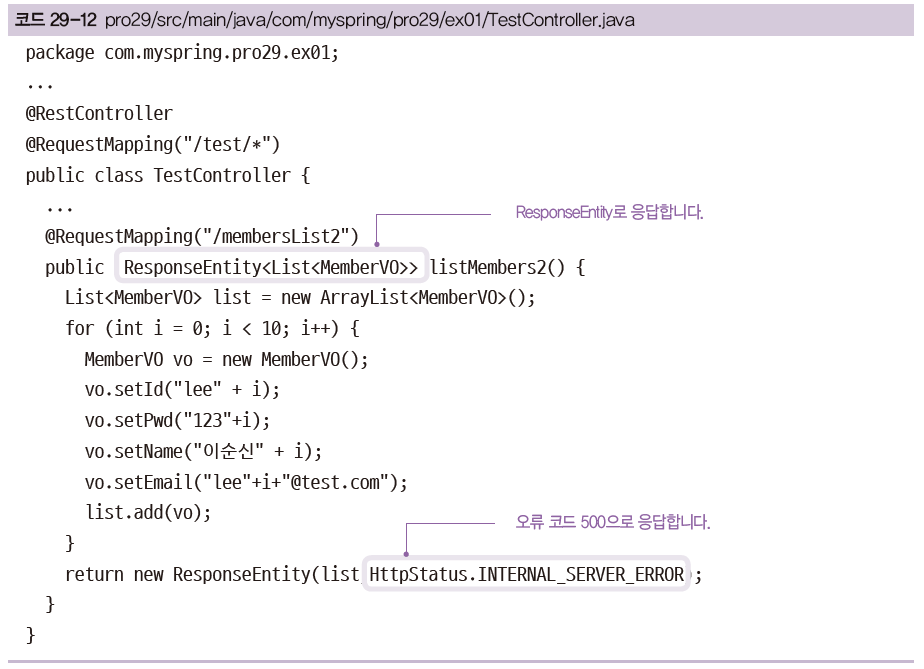 코드 29-12 pro29/src/main/java/com/myspring/pro29/ex01/TestController.java
package com.myspring.pro29.ex01;
...
@RestController
@RequestMapping("/test/*")
public class TestController {
...
ResponseEntity로 응답합니다.
@RequestMapping("/membersList2")
public ResponseEntity<List<MemberVO>> listMembers2() {
List<MemberVO> list = new ArrayList<MemberVO>();
for (int i = 0; i < 10; i++) {
MemberVO vo = new MemberVO();
vo.setId("lee" + i);
vo.setPwd("123"+i);
vo.setName("이순신" + i);
vo.setEmail("lee"+i+"@test.com");
list.add(vo);
오류 코드 500으로 응답합니다.
}
return new ResponseEntity(list HttpStatus.INTERNAL_SERVER_ERROR);
}
}